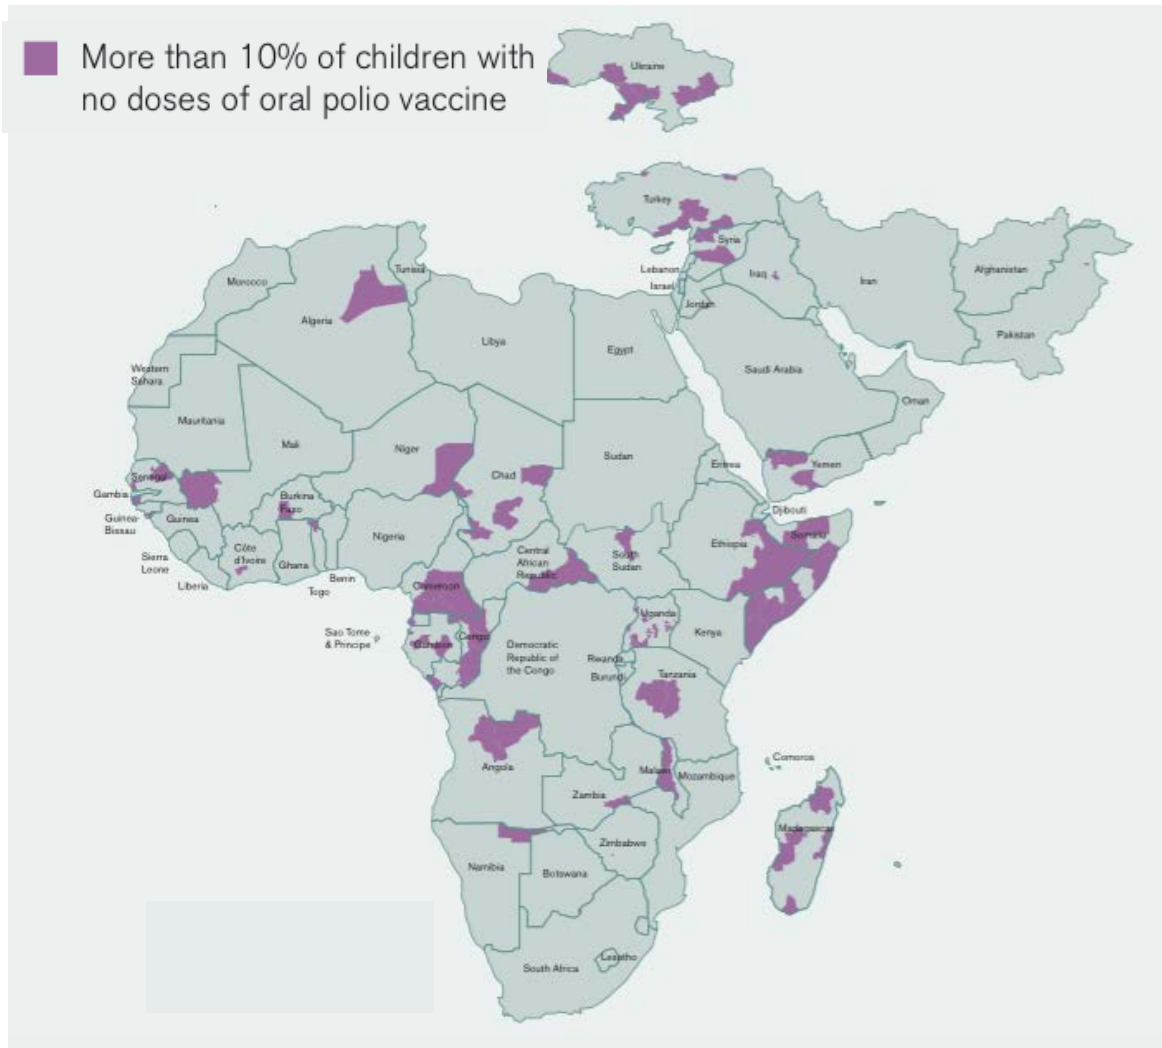 More than 10% of children with
no doses of oral polio vaccine
Ukraine
Turkey
Syria
Lebanon
Israel
Iraq
Jordan
Iran
Afghanistan
Pakistan
Morocco
Tunisia
Algeria
Libya
Egypt
Saudi Arabia
Oman
Western
Sahara
Mauritania
Mali
Niger
Chad
Sudan
Eritrea
Yemen
Senegal
Gambia
Guinea-
Bissau
Guinea
Burkina
Faso
Djibouti
Sierra
Leone
Liberia
Côte
d'Ivoire
Ghana
Togo
Benin
Nigeria
Central
African
Republic
South
Sudan
Ethiopia
Somalia
Cameroon
Sao Tome
& Principe
Gabon
Congo
Democratic
Republic of
the Congo
Uganda
Kenya
Rwanda
Burundi
Tanzania
Angola
Zambia
Malawi
Mozambique
Comoros
Madagascar
Namibia
Botswana
Zimbabwe
South Africa
Lesotho